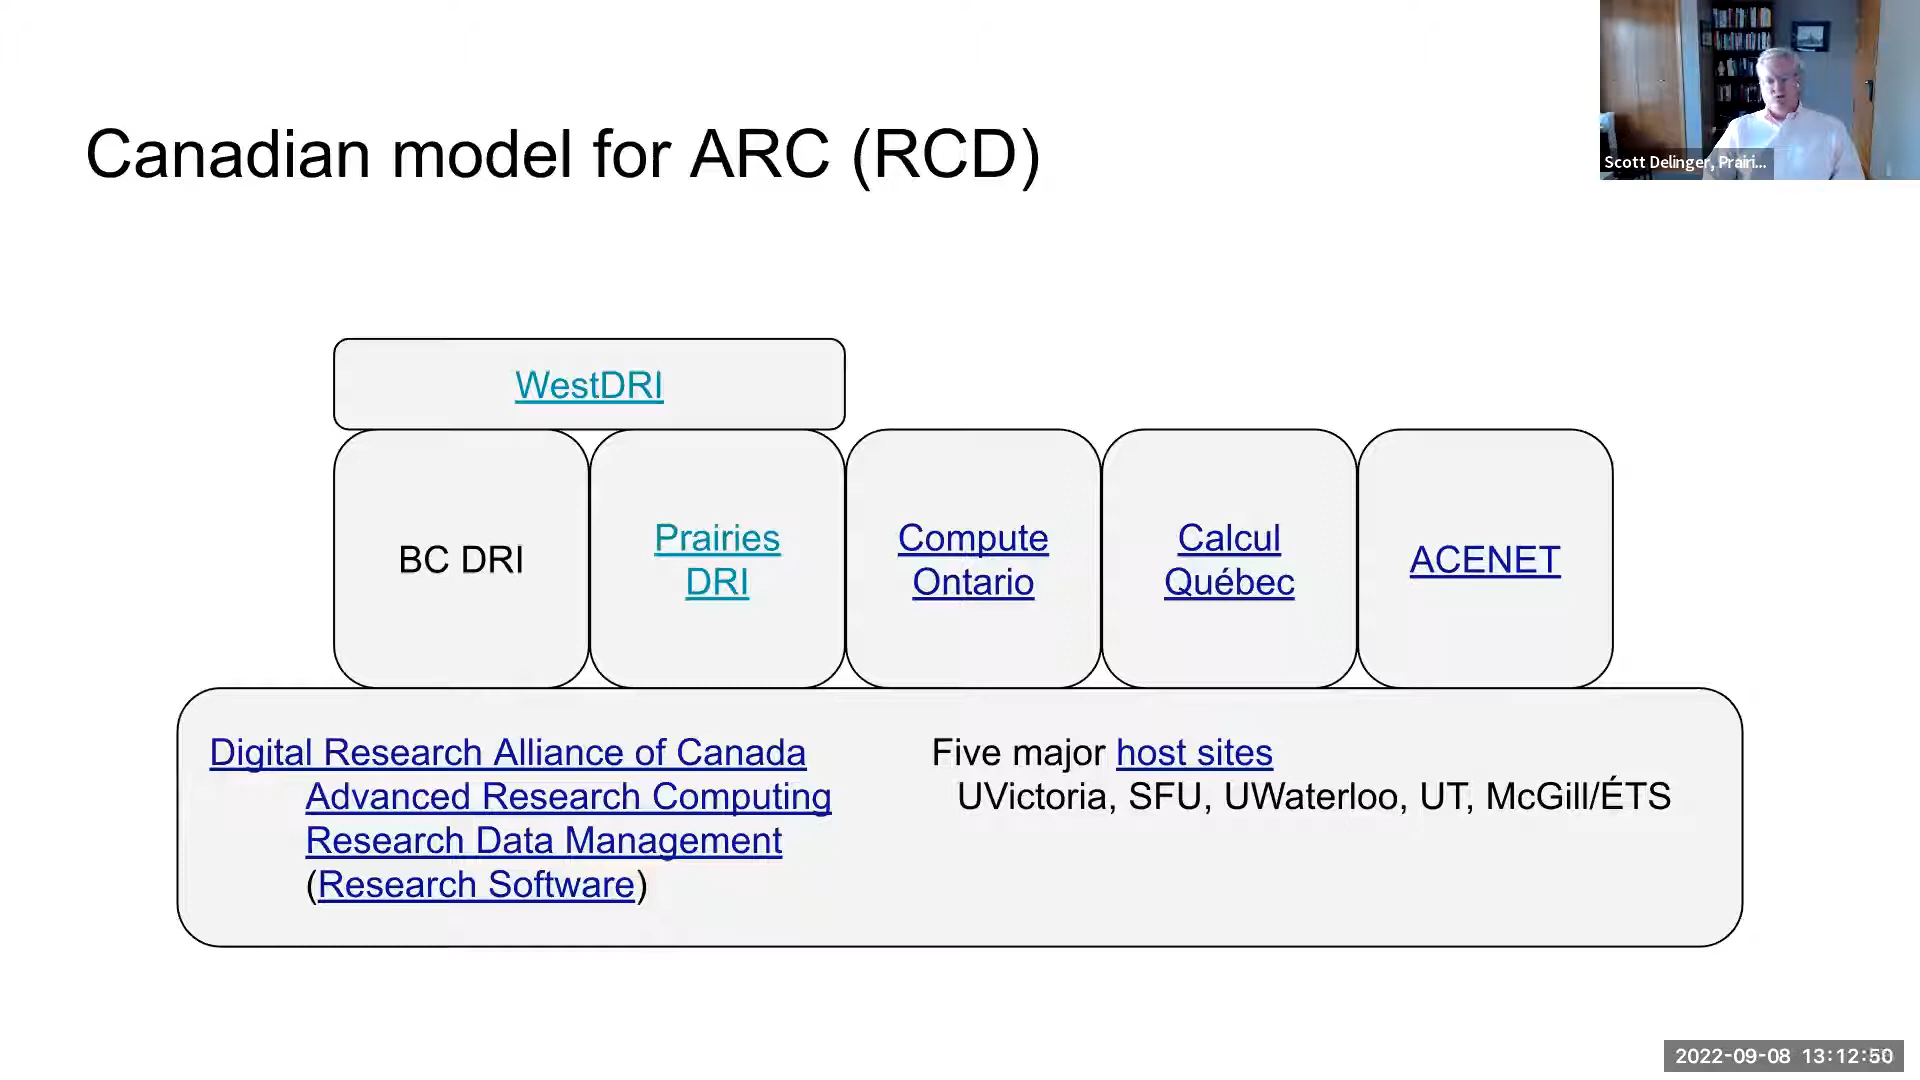 Canadian model for ARC (RCD)
Scott Delinger, Prairi...
WestDRI
BC DRI
Prairies
DRI
Compute
Ontario
Calcul
Québec
ACENET
Digital Research Alliance of Canada
Advanced Research Computing
Research Data Management
(Research Software)
Five major host sites
UVictoria, SFU, UWaterloo, UT, McGill/ÉTS
2022-09-08 13:12:50